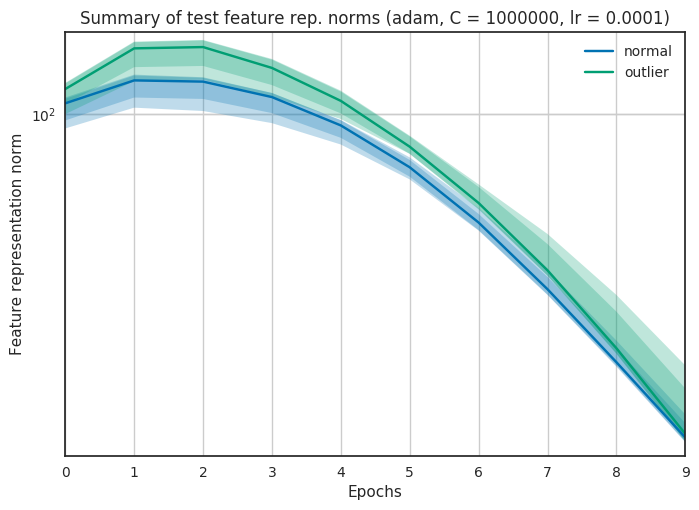 Summary of test feature rep. norms (adam, C = 1000000, lr = 0.0001)
normal
outlier
10²
Feature representation norm
0 1 2 3 4 5 6 7 8 9
Epochs